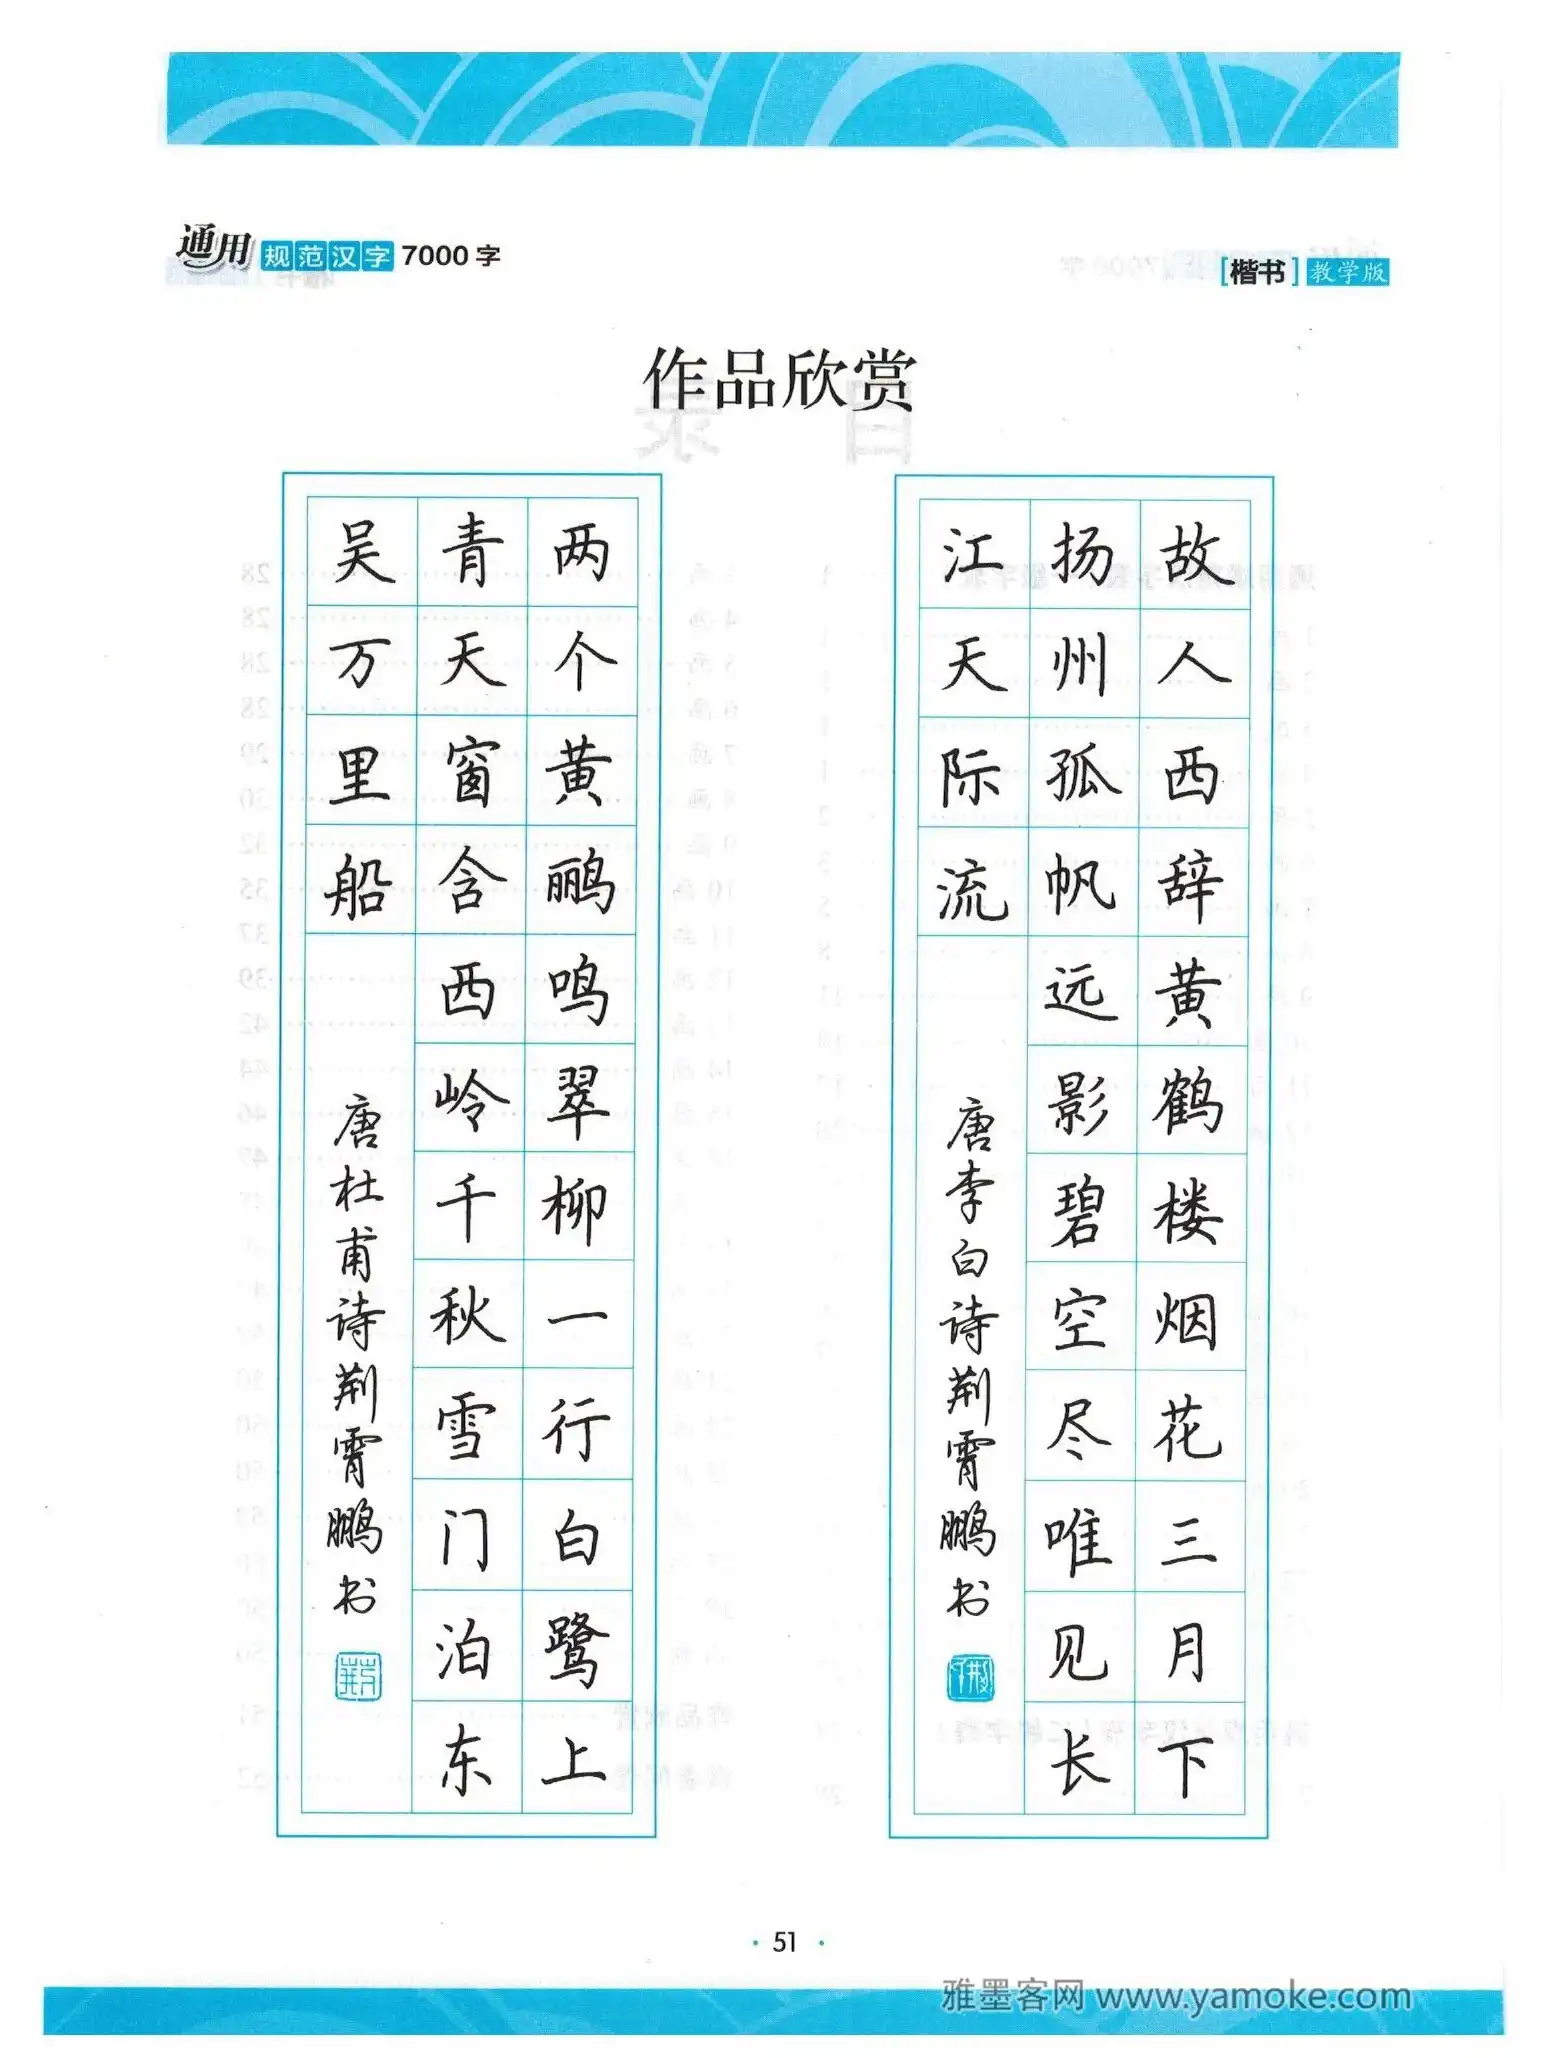 通用规范汉字7000字
[楷书]教学版
作品欣赏
故人西辞黄鹤楼烟花三月下
扬州孤帆远影碧空尽唯见长
江天际流
唐李白诗荆霄鹏书
两个黄鹂鸣翠柳一行白鹭上
青天窗含西岭千秋雪门泊东
吴万里船
唐杜甫诗荆霄鹏书
· 51 ·
雅墨客网 www.yamoke.com